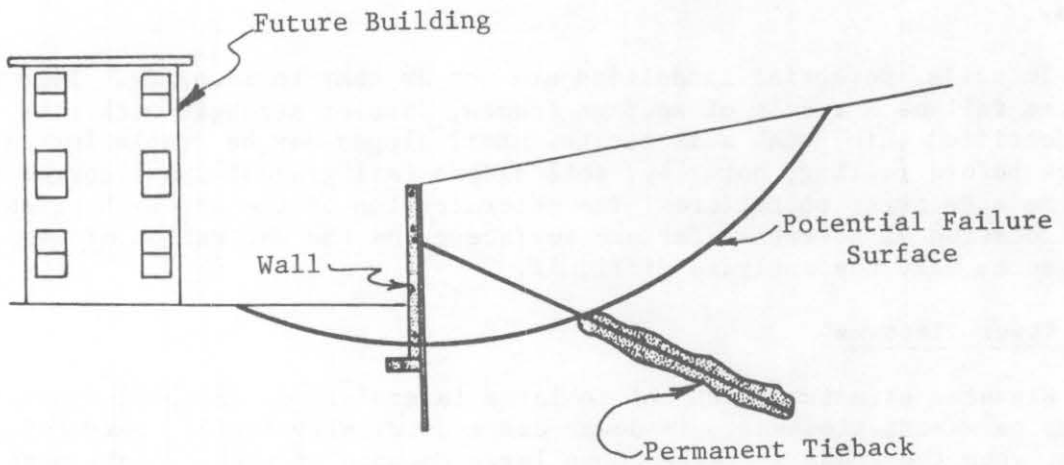 Future Building
Wall
Potential Failure
Surface
Permanent Tieback